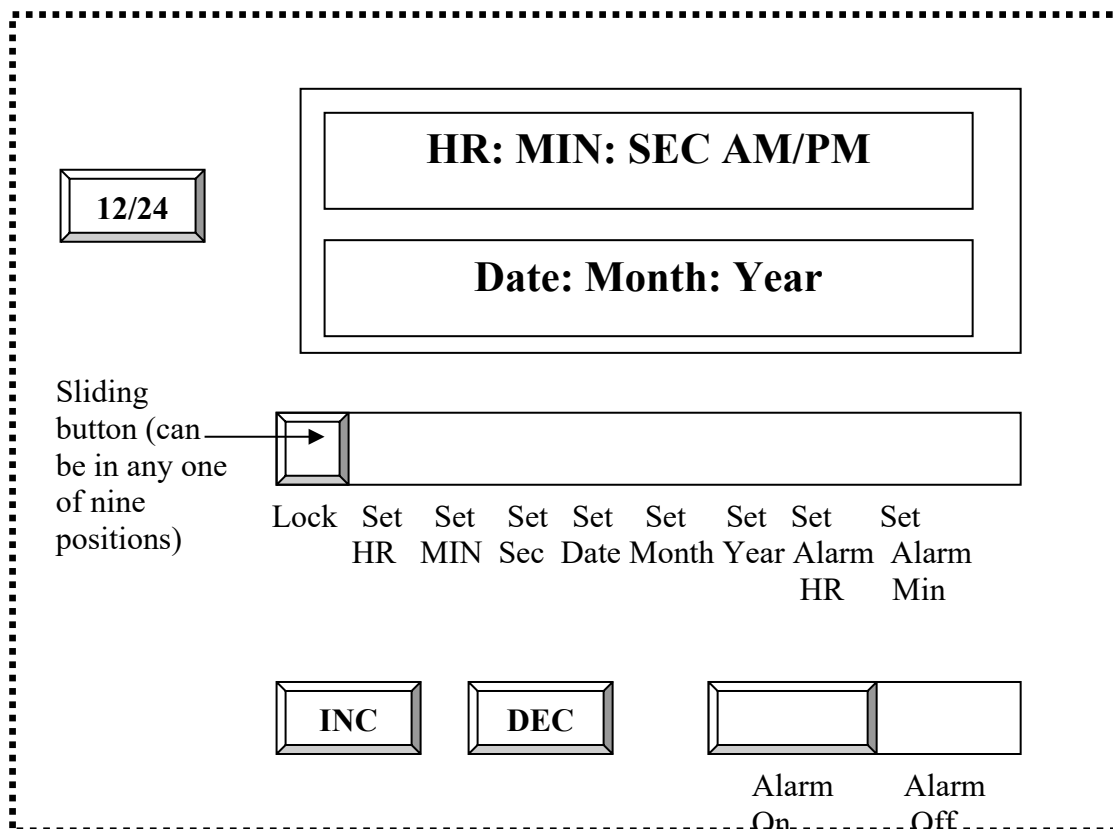 HR: MIN: SEC AM/PM
12/24
Date: Month: Year
Sliding
button (can
be in any one
of nine
positions)
Lock Set Set Set Set Set Set Set Set
HR MIN Sec Date Month Year Alarm Alarm
HR Min
INC DEC
Alarm Alarm
On Off